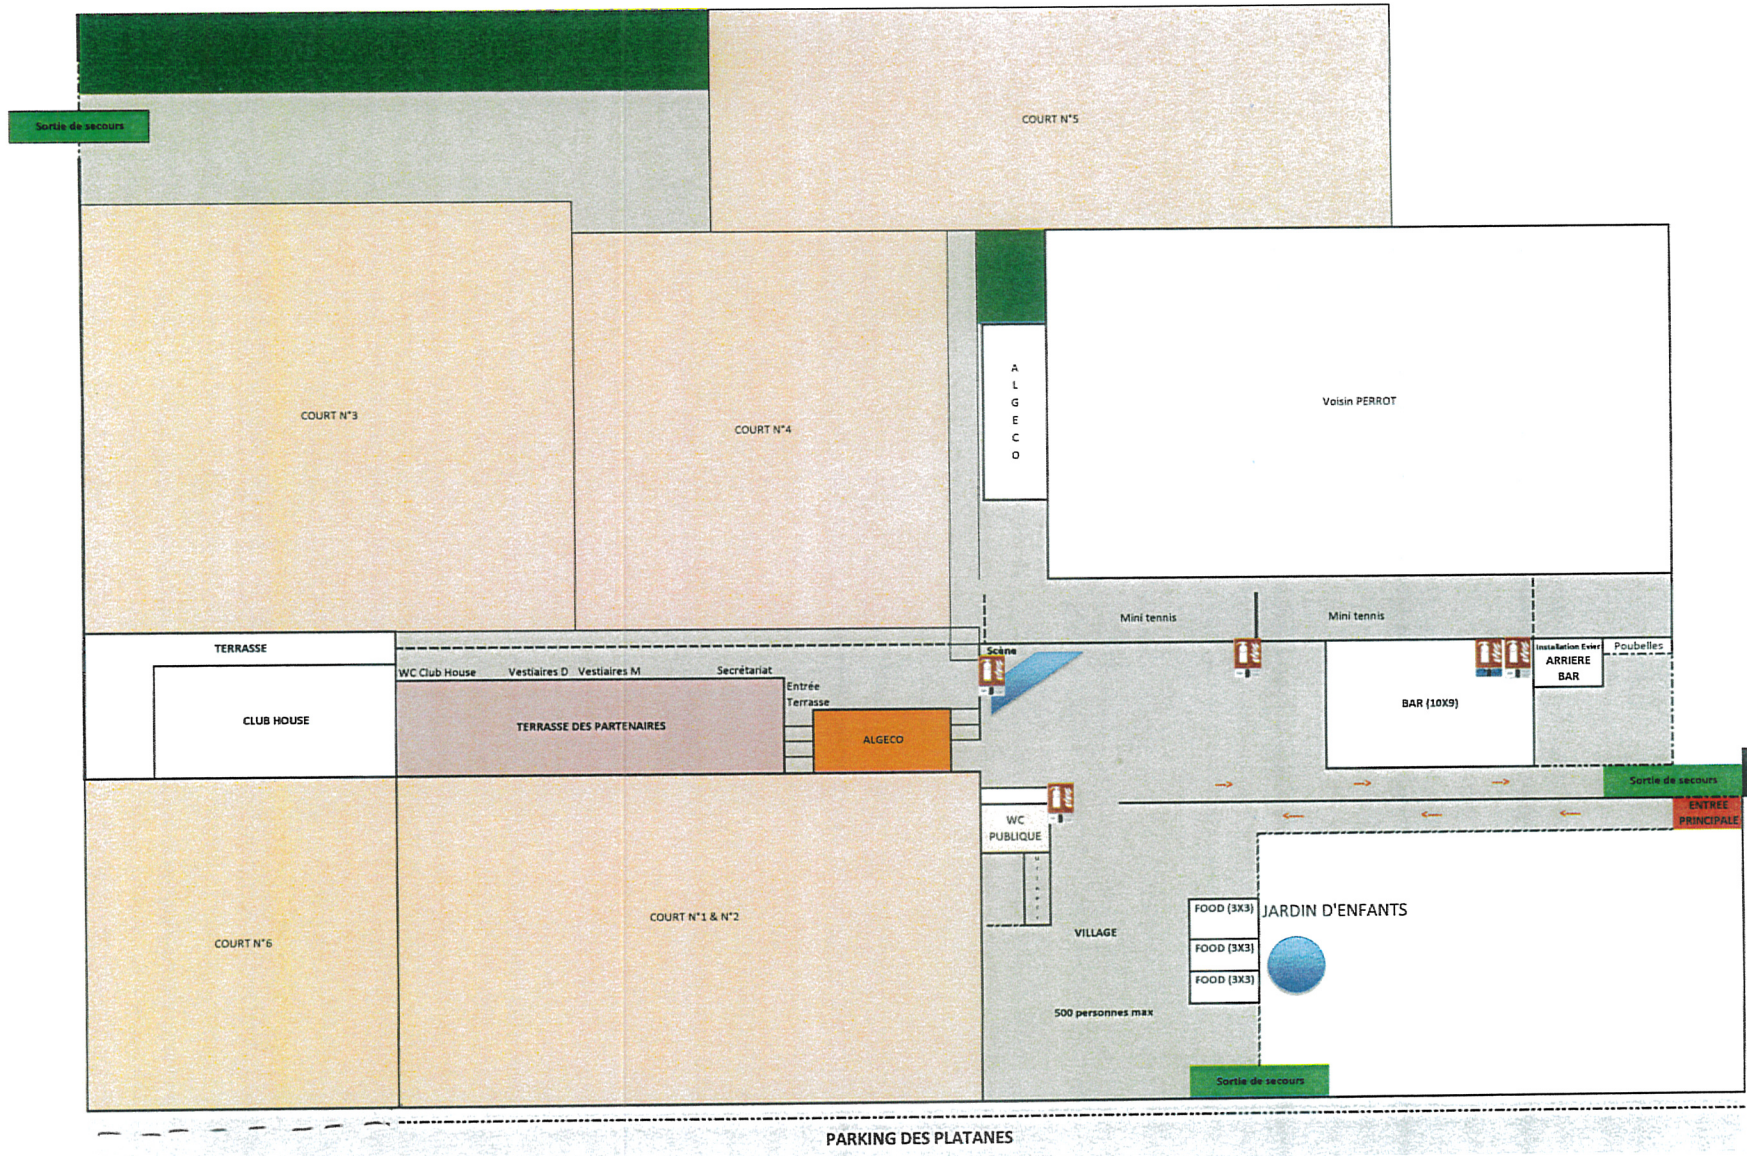 COURT N°5
Sortie de secours
A
L
G
E
C
O
Voisin PERROT
COURT N°3
COURT N°4
Mini tennis
Mini tennis
TERRASSE
Scène
Installation Evier
Poubelles
ARRIERE
BAR
WC Club House
Vestiaires D
Vestiaires M
Secrétariat
Entrée
Terrasse
CLUB HOUSE
TERRASSE DES PARTENAIRES
ALGECO
BAR (10X9)
Sortie de secours
ENTREE
PRINCIPALE
WC
PUBLIQUE
FOOD (3X3)
JARDIN D'ENFANTS
COURT N°1 & N°2
VILLAGE
COURT N°6
FOOD (3X3)
FOOD (3X3)
500 personnes max
Sortie de secours
PARKING DES PLATANES